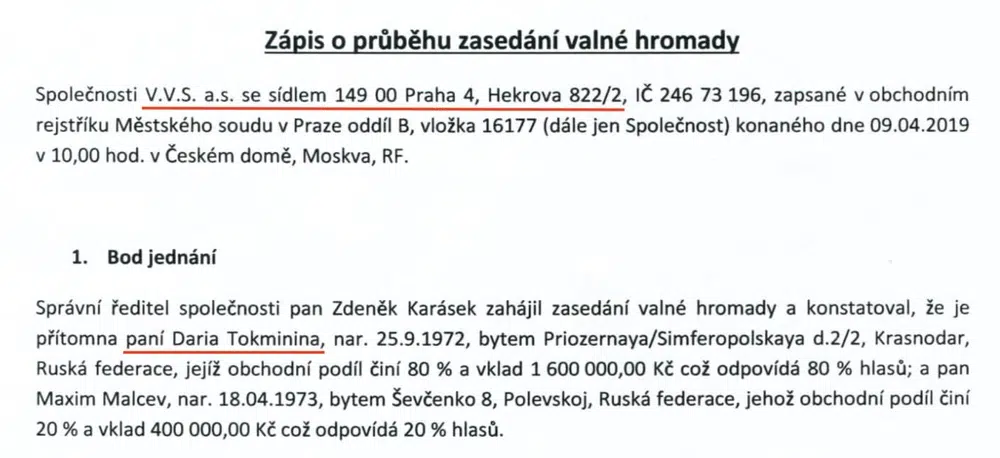 Zápis o průběhu zasedání valné hromady
Společnosti V.V.S. a.s. se sídlem 149 00 Praha 4, Hekrova 822/2, IČ 246 73 196, zapsané v obchodním
rejstříku Městského soudu v Praze oddíl B, vložka 16177 (dále jen Společnost) konaného dne 09.04.2019
v 10,00 hod. v Českém domě, Moskva, RF.
1. Bod jednání
Správní ředitel společnosti pan Zdeněk Karásek zahájil zasedání valné hromady a konstatoval, že je
přítomna paní Daria Tokminina, nar. 25.9.1972, bytem Priozernaya/Simferopolskaya d.2/2, Krasnodar,
Ruská federace, jejíž obchodní podíl činí 80 % a vklad 1 600 000,00 Kč což odpovídá 80 % hlasů; a pan
Maxim Malcev, nar. 18.04.1973, bytem Ševčenko 8, Polevskoj, Ruská federace, jehož obchodní podíl činí
20 % a vklad 400 000,00 Kč což odpovídá 20 % hlasů.